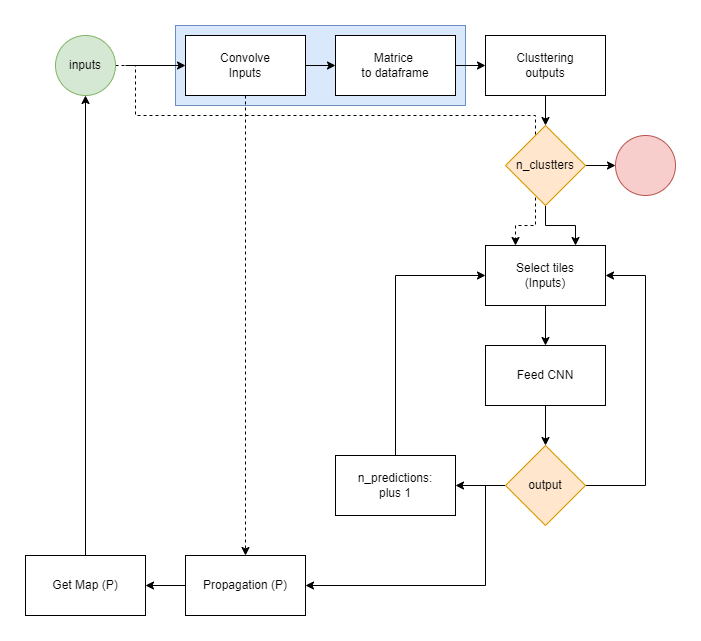 inputs
Convolve
Inputs
Matrice
to dataframe
Clusttering
outputs
n_clustters
Select tiles
(Inputs)
Feed CNN
output
n_predictions:
plus 1
Get Map (P)
Propagation (P)